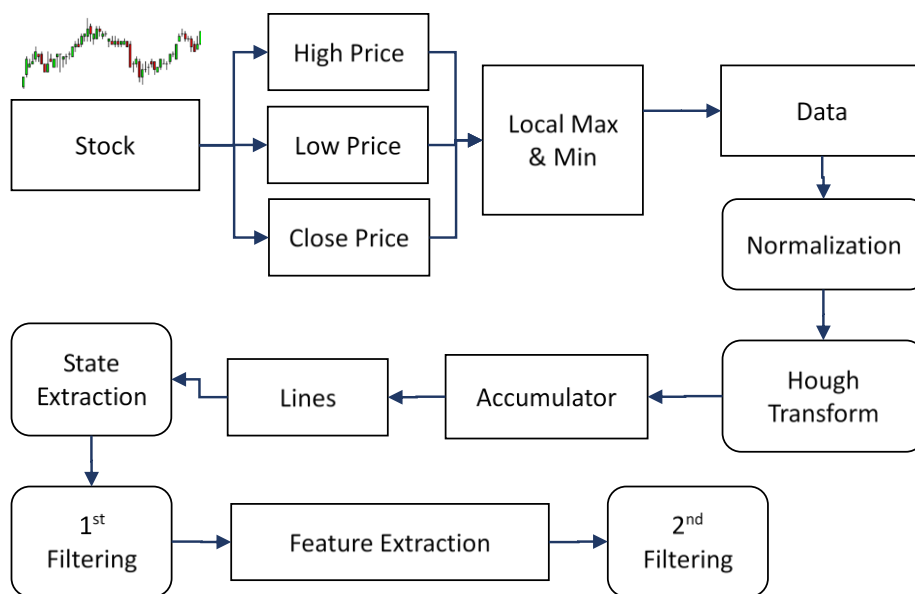 High Price
Stock
Low Price
Close Price
Local Max
& Min
Data
Normalization
Hough
Transform
Accumulator
Lines
State
Extraction
1st
Filtering
Feature Extraction
2nd
Filtering